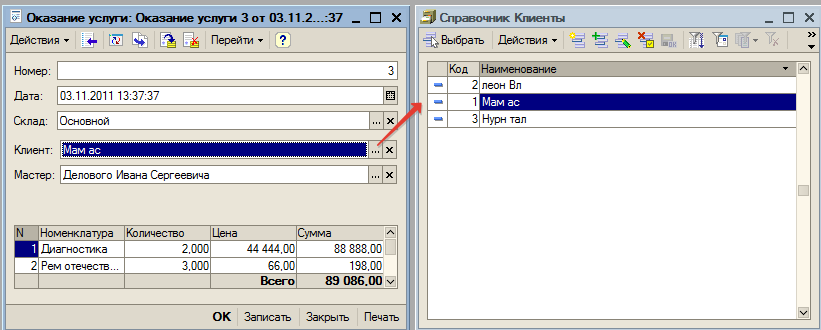 Оказание услуги: Оказание услуги 3 от 03.11.2...:37
Действия Перейти ?
Номер: 3
Дата: 03.11.2011 13:37:37
Склад: Основной ... ×
Клиент: Мам ас ... ×
Мастер: Делового Ивана Сергеевича ... ×
N Номенклатура Количество Цена Сумма
1 Диагностика 2,000 44 444,00 88 888,00
2 Рем отечеств... 3,000 66,00 198,00
Всего 89 086,00
OK Записать Закрыть Печать
Справочник Клиенты
Выбрать Действия »
Код Наименование
2 леон Вл
1 Мам ас
3 Нурн тал